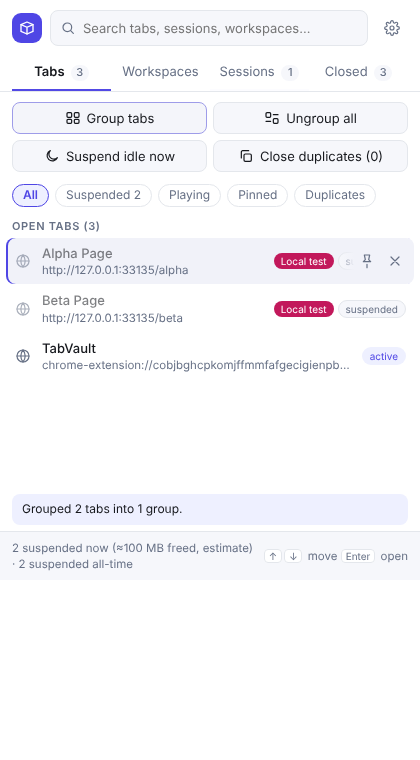 Search tabs, sessions, workspaces...
Tabs 3 Workspaces Sessions 1 Closed 3
Group tabs Ungroup all
Suspend idle now Close duplicates (0)
All Suspended 2 Playing Pinned Duplicates
OPEN TABS (3)
Alpha Page
http://127.0.0.1:33135/alpha
Local test
Beta Page
http://127.0.0.1:33135/beta
Local test suspended
TabVault
chrome-extension://cobjbghcpkomjffmmfafgecigienpb...
active
Grouped 2 tabs into 1 group.
2 suspended now (≈100 MB freed, estimate)
· 2 suspended all-time
↑ ↓ move Enter open